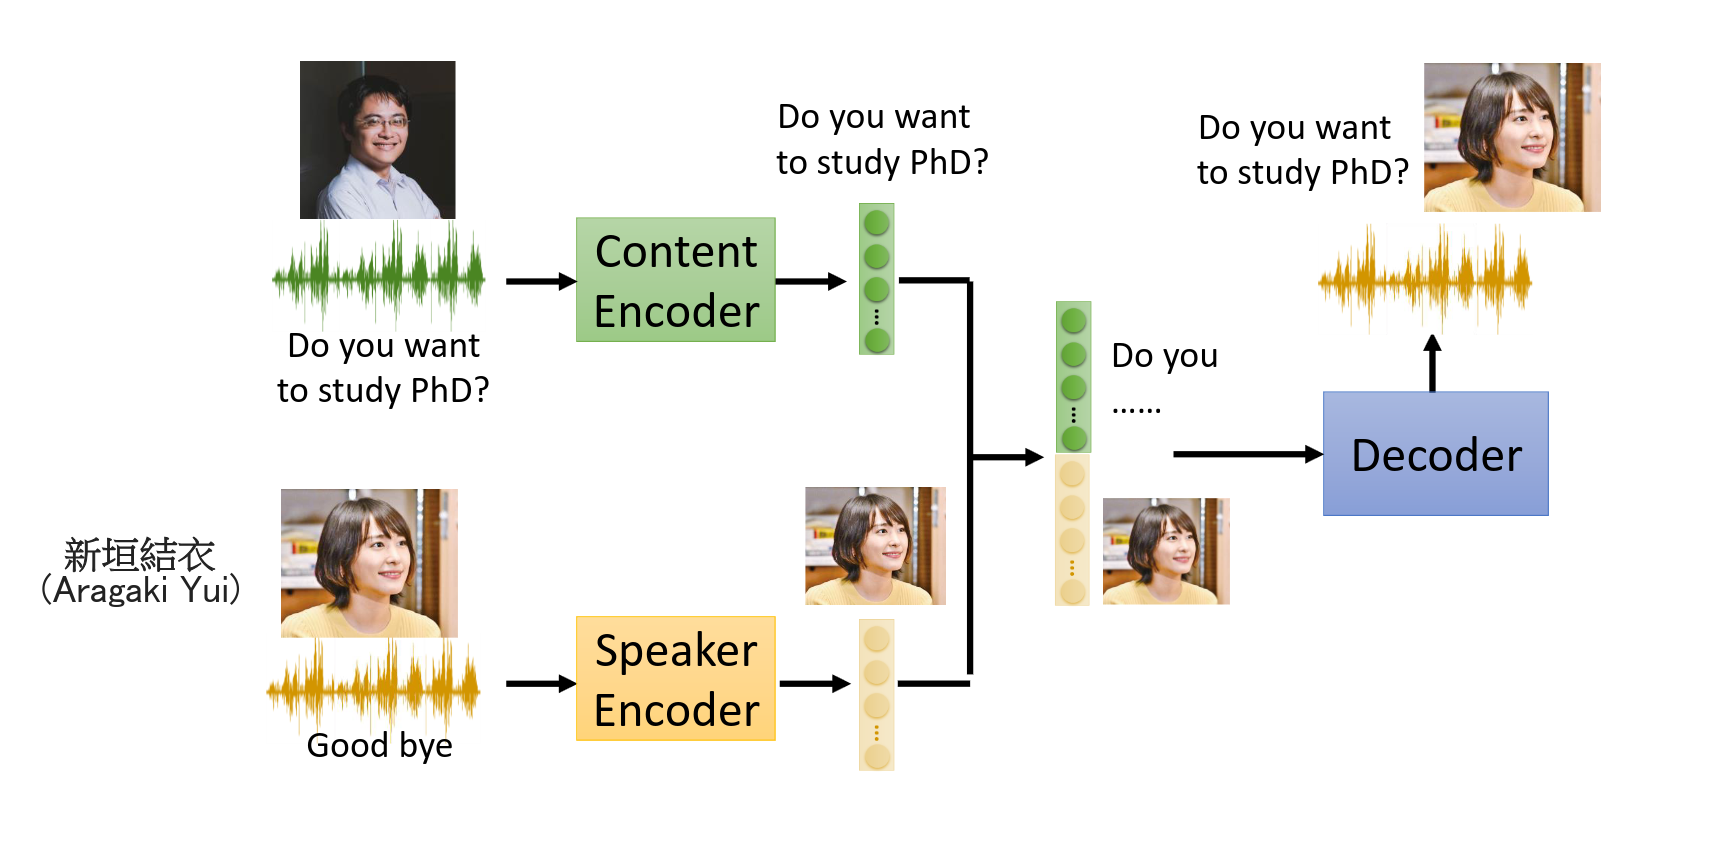 Do you want
to study PhD?
Content
Encoder
Do you want
to study PhD?
Do you
......
Decoder
Do you want
to study PhD?
新垣結衣
(Aragaki Yui)
Good bye
Speaker
Encoder